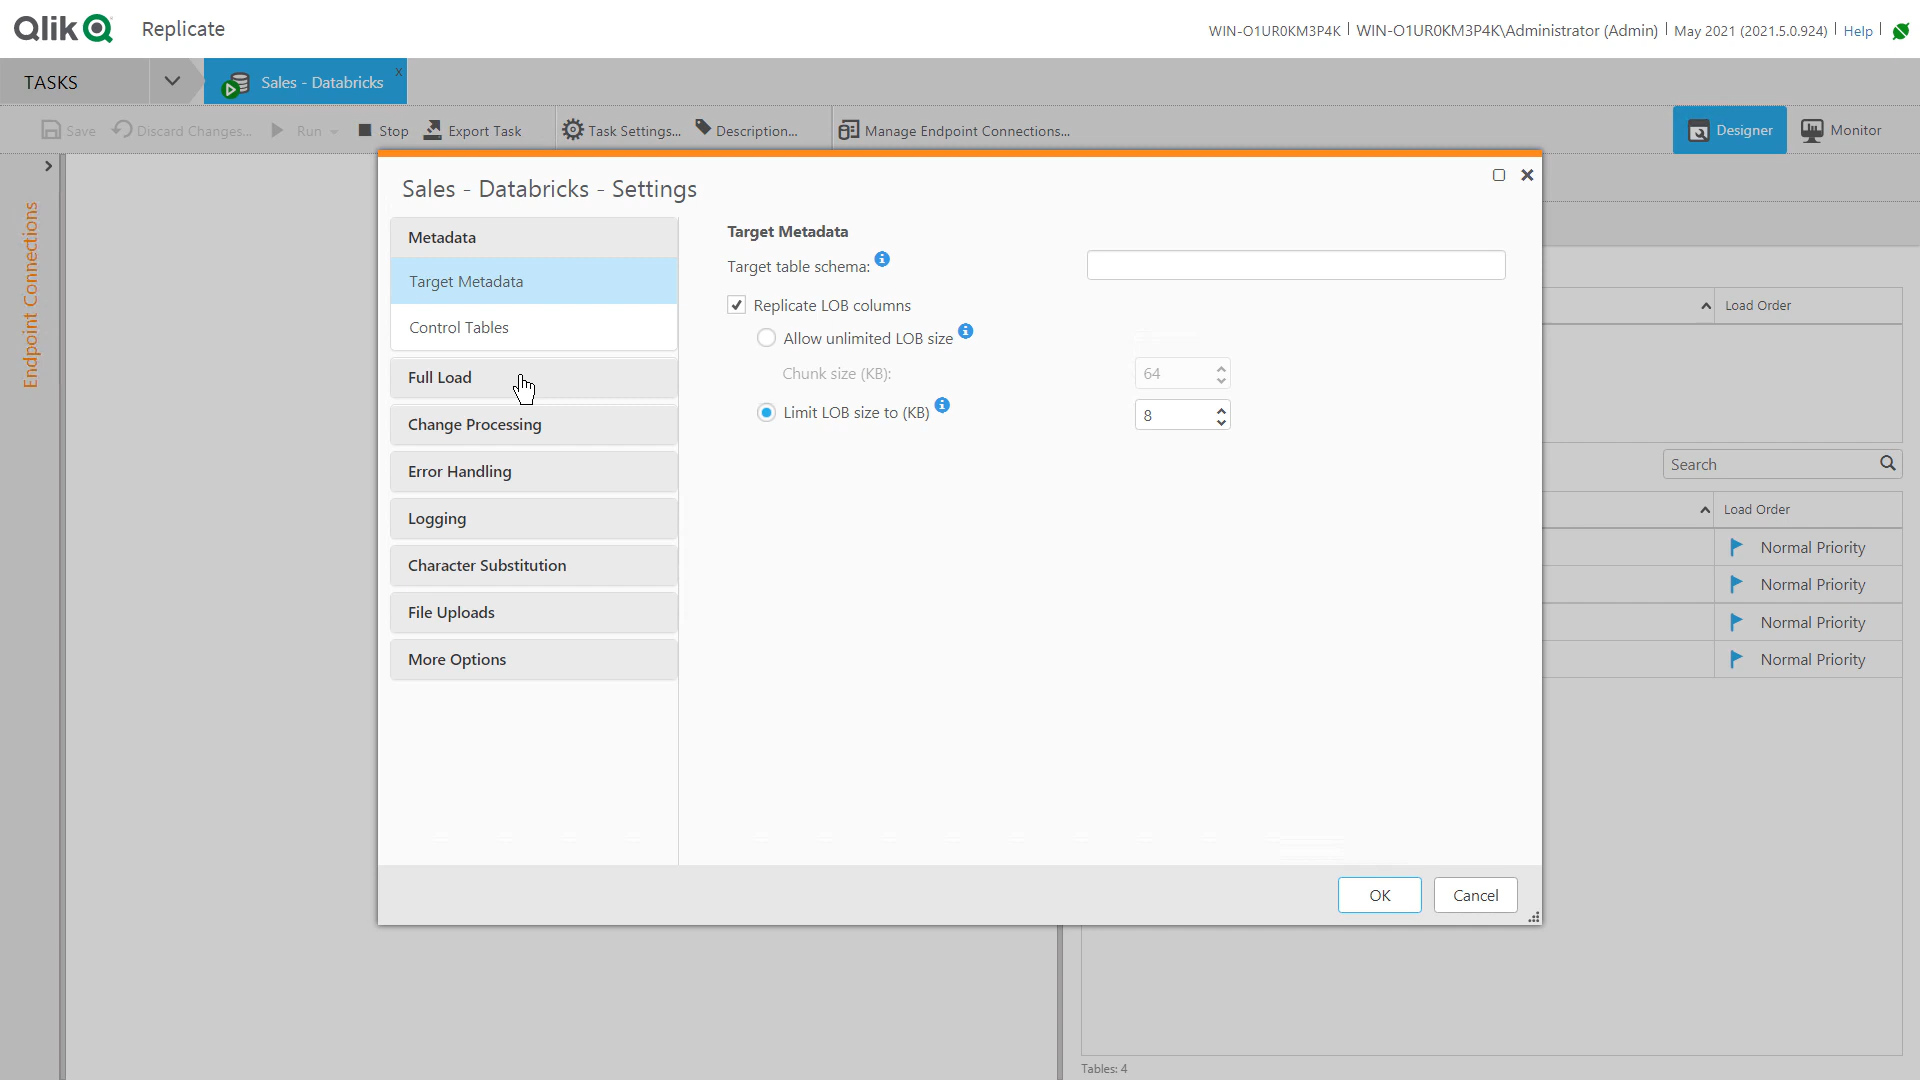 Qlik Replicate
WIN-O1UR0KM3P4K | WIN-O1UR0KM3P4K\Administrator (Admin) | May 2021 (2021.5.0.924) | Help
TASKS
Sales - Databricks x
Save Discard Changes... Run Stop Export Task Task Settings... Description... Manage Endpoint Connections... Designer Monitor
Endpoint Connections
Sales - Databricks - Settings
Metadata
Target Metadata
Control Tables
Full Load
Change Processing
Error Handling
Logging
Character Substitution
File Uploads
More Options
Target Metadata
Target table schema:
Replicate LOB columns
Allow unlimited LOB size
Chunk size (KB): 64
Limit LOB size to (KB) 8
OK Cancel
Load Order
Search
Load Order
Normal Priority
Normal Priority
Normal Priority
Normal Priority
Tables: 4